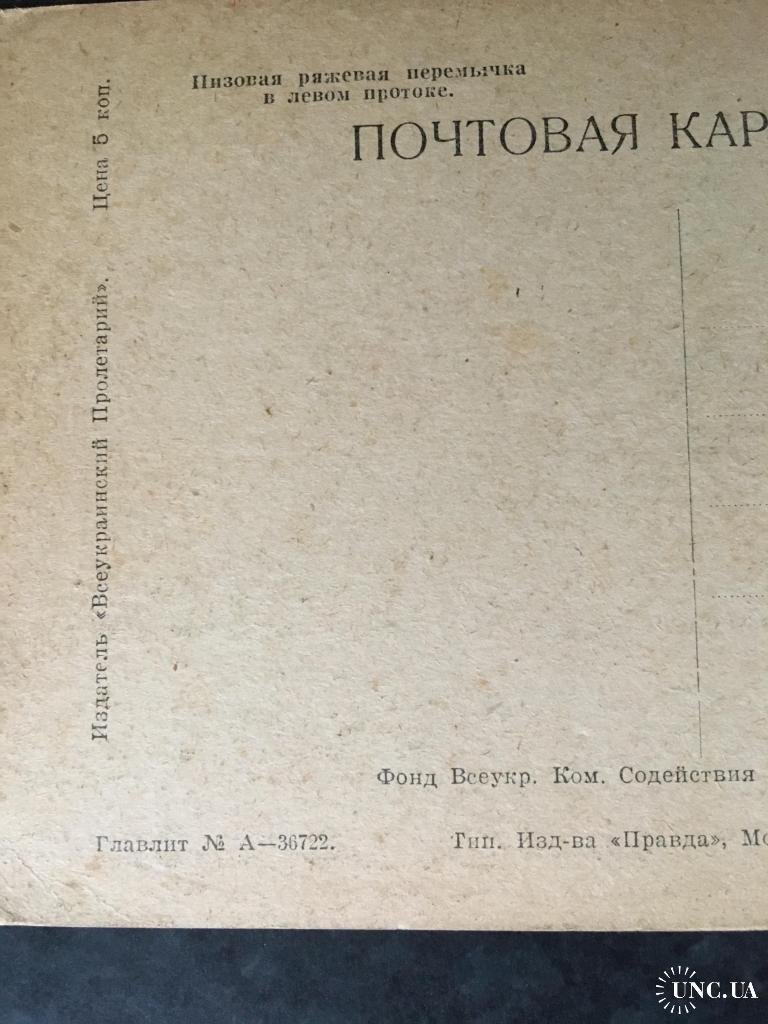 Низовая ряжевая перемычка
в левом протоке.
ПОЧТОВАЯ КАР
Издатель «Всеукраинский Пролетарий». Цена 5 коп.
Фонд Всеукр. Ком. Содействия
Главлит № А—36722. Тип. Изд-ва «Правда», Мо
UNC.UA